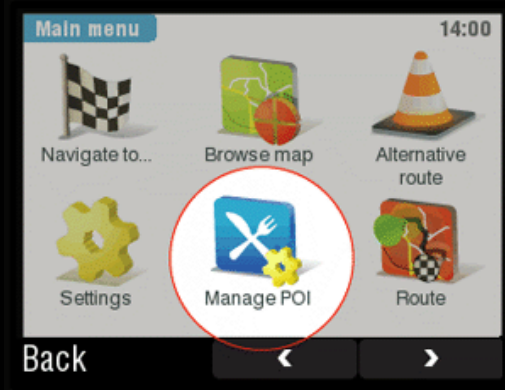 Main menu 14:00
Navigate to...
Browse map
Alternative
route
Settings
Manage POI
Route
Back